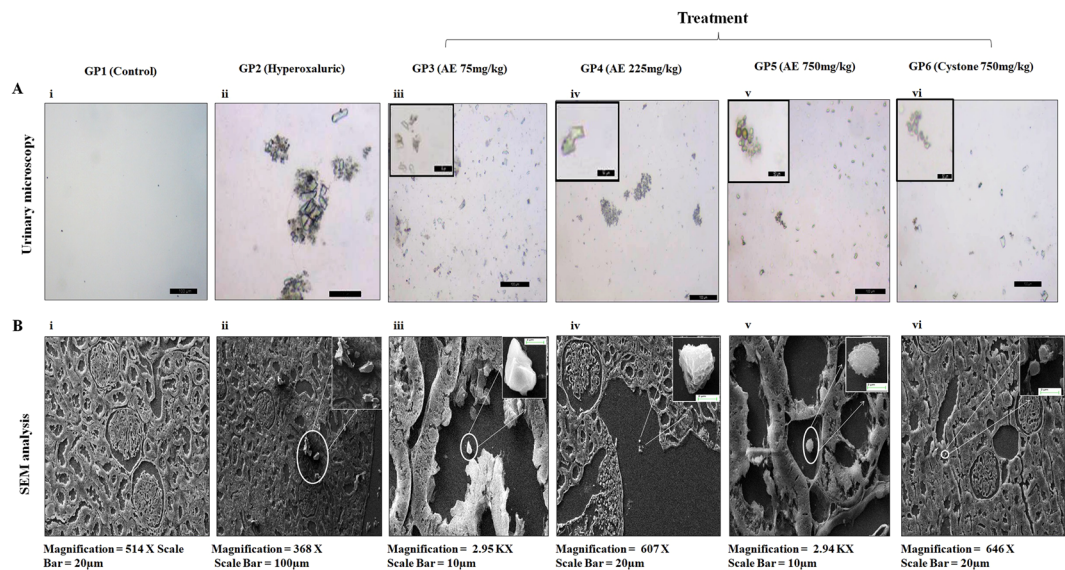 Treatment
GP1 (Control)
GP2 (Hyperoxaluric)
GP3 (AE 75mg/kg)
GP4 (AE 225mg/kg)
GP5 (AE 750mg/kg)
GP6 (Cystone 750mg/kg)
A
i
ii
iii
iv
v
vi
Urinary microscopy
B
i
ii
iii
iv
v
vi
SEM analysis
Magnification = 514 X Scale
Bar = 20μm
Magnification = 368 X
Scale Bar = 100μm
Magnification = 2.95 KX
Scale Bar = 10μm
Magnification = 607 X
Scale Bar = 20μm
Magnification = 2.94 KX
Scale Bar = 10μm
Magnification = 646 X
Scale Bar = 20μm